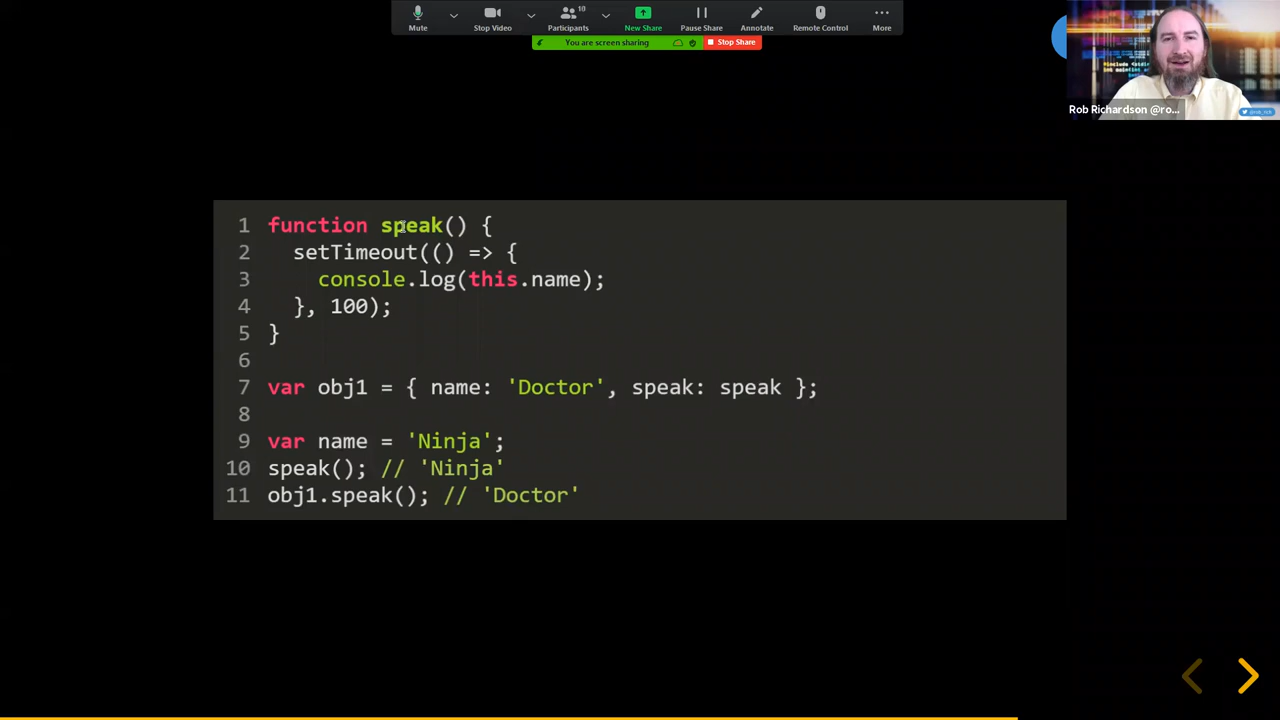 Mute
Stop Video
Participants
10
New Share
Pause Share
Annotate
Remote Control
More
You are screen sharing
Stop Share
Rob Richardson @ro...
1 function speak() {
2   setTimeout(() => {
3     console.log(this.name);
4   }, 100);
5 }
6
7 var obj1 = { name: 'Doctor', speak: speak };
8
9 var name = 'Ninja';
10 speak(); // 'Ninja'
11 obj1.speak(); // 'Doctor'